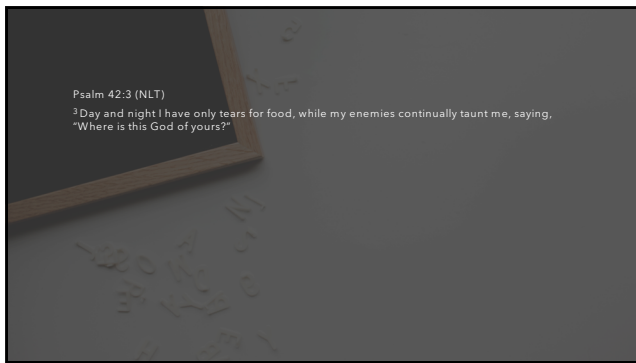 Psalm 42:3 (NLT)
3 Day and night I have only tears for food, while my enemies continually taunt me, saying,
“Where is this God of yours?”